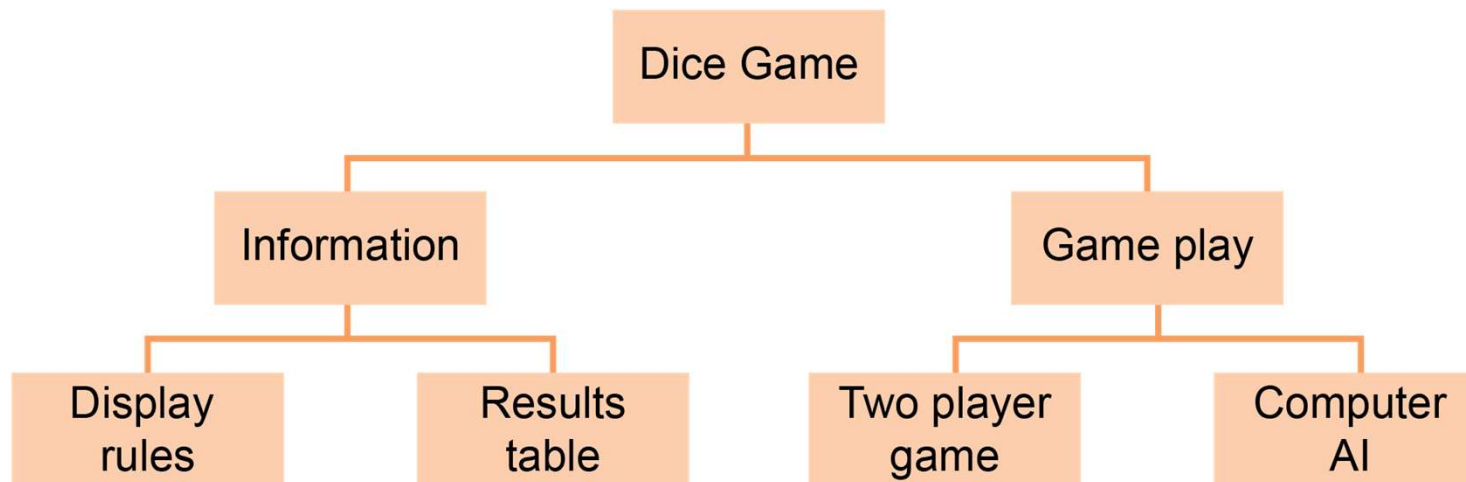 Dice Game
Information
Game play
Display
rules
Results
table
Two player
game
Computer
AI